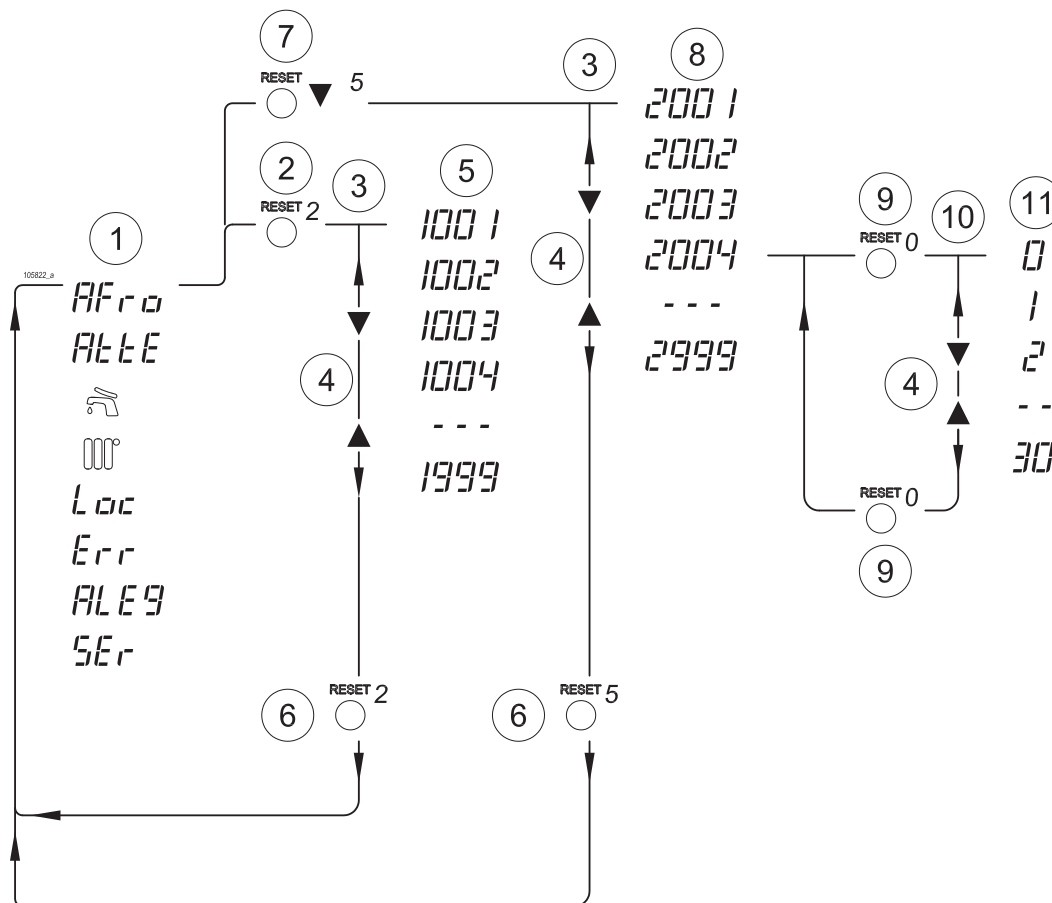 7
RESET
5
3
8
2001
2002
2003
2004
- - -
2999
2
RESET 2
3
5
1001
1002
1003
1004
- - -
1999
4
4
1
105822_a
AFro
AttE
Loc
Err
ALE9
SEr
9
RESET 0
10
11
0
1
2
- -
30
4
RESET 0
9
6
RESET 2
6
RESET 5